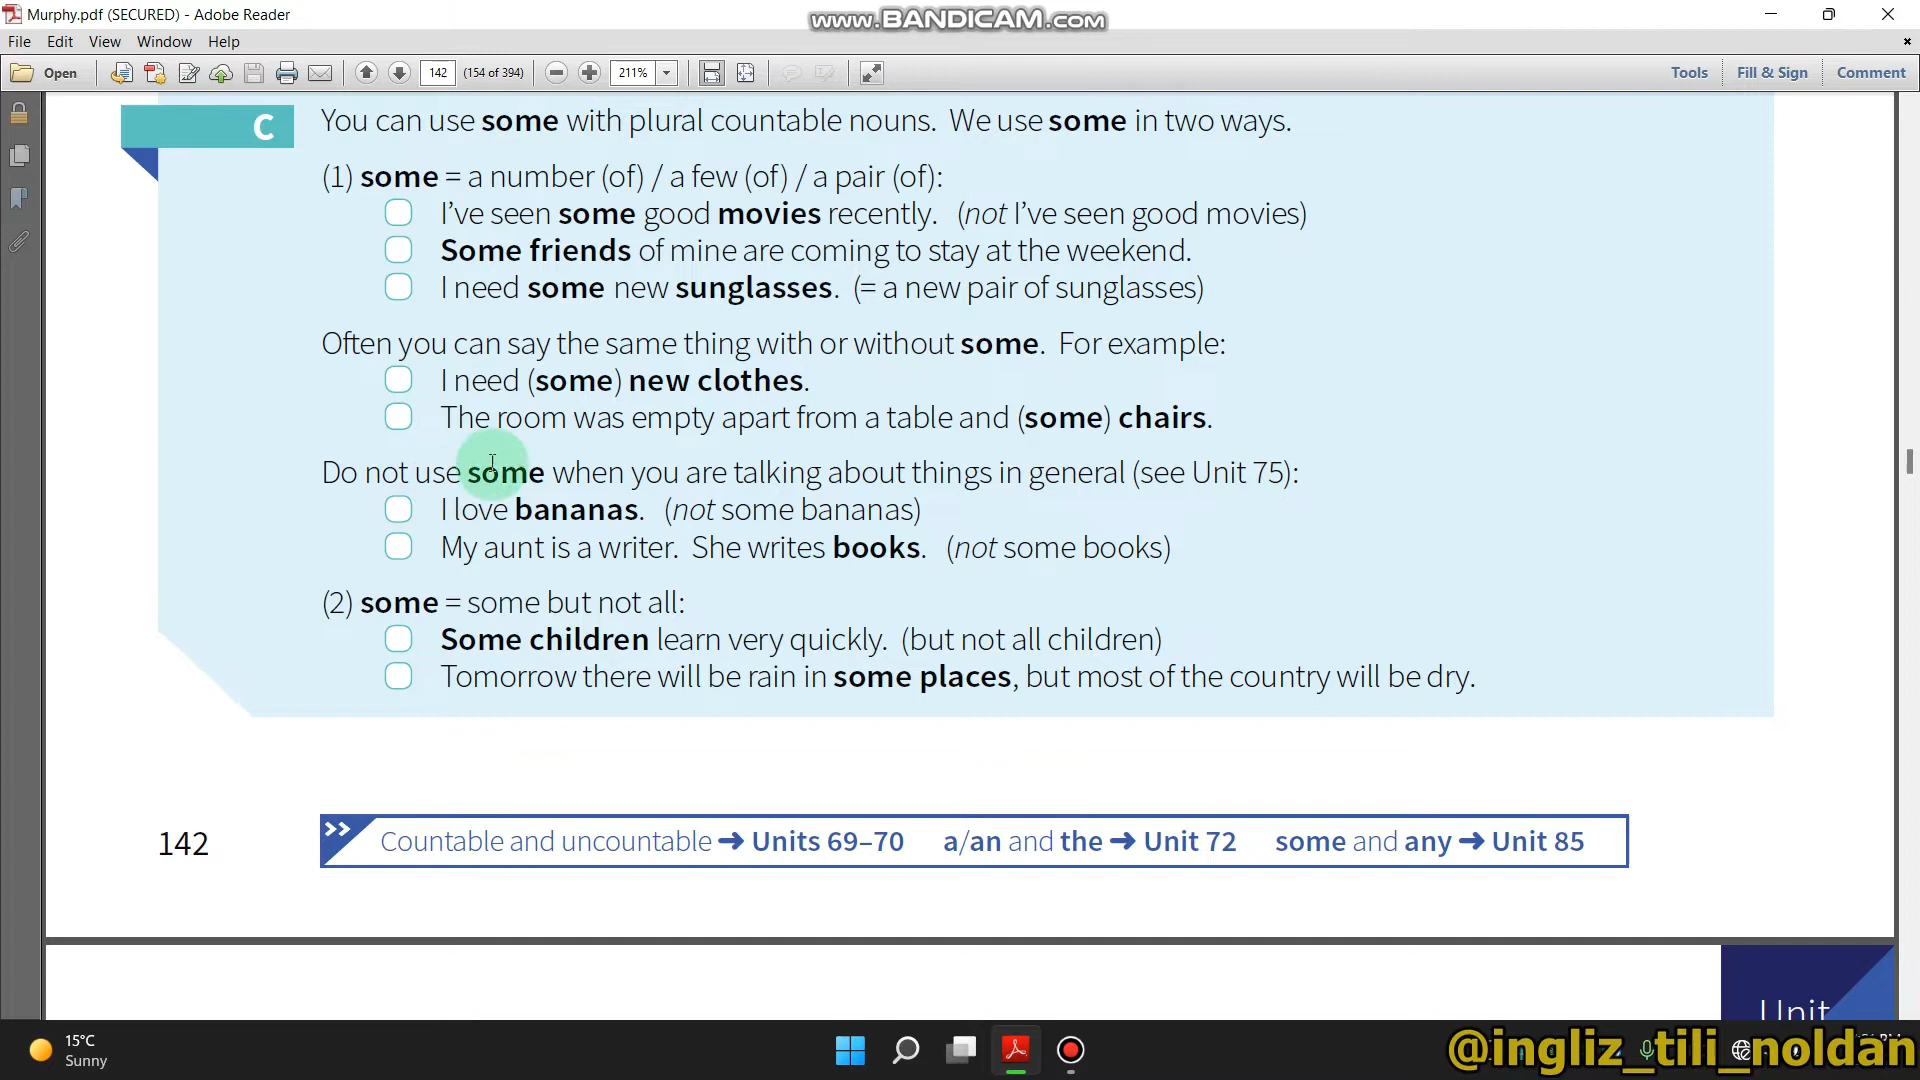 Murphy.pdf (SECURED) - Adobe Reader
www.BANDICAM.com
File Edit View Window Help
Open 142 (154 of 394) 211% Tools Fill & Sign Comment
C
You can use some with plural countable nouns. We use some in two ways.
(1) some = a number (of) / a few (of) / a pair (of):
I've seen some good movies recently. (not I've seen good movies)
Some friends of mine are coming to stay at the weekend.
I need some new sunglasses. (= a new pair of sunglasses)
Often you can say the same thing with or without some. For example:
I need (some) new clothes.
The room was empty apart from a table and (some) chairs.
Do not use some when you are talking about things in general (see Unit 75):
I love bananas. (not some bananas)
My aunt is a writer. She writes books. (not some books)
(2) some = some but not all:
Some children learn very quickly. (but not all children)
Tomorrow there will be rain in some places, but most of the country will be dry.
142
Countable and uncountable ➜ Units 69–70 a/an and the ➜ Unit 72 some and any ➜ Unit 85
Unit
15°C
Sunny
@ingliz_tili_noldan